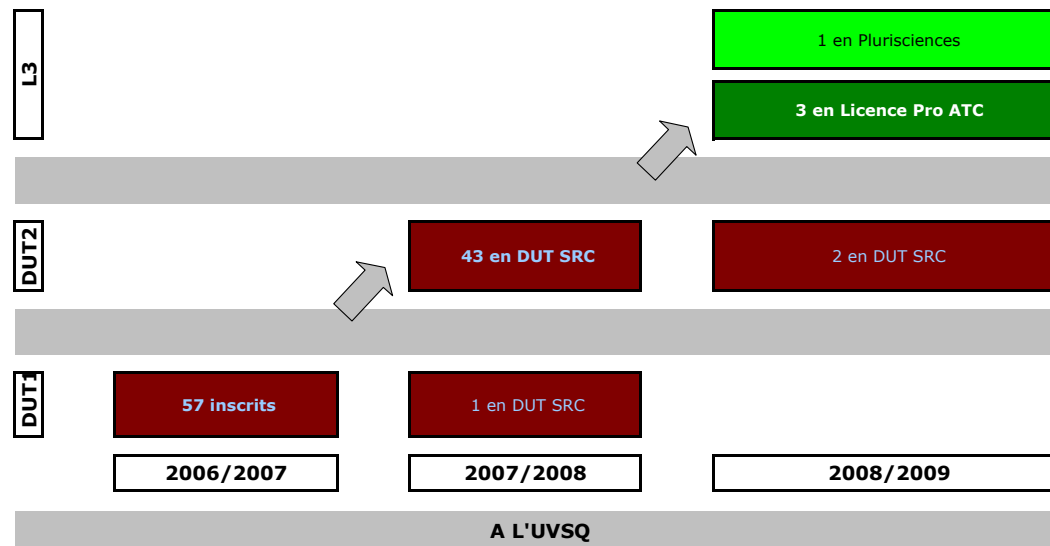 L3
1 en Plurisciences
3 en Licence Pro ATC
DUT2
43 en DUT SRC
2 en DUT SRC
DUT1
57 inscrits
1 en DUT SRC
2006/2007
2007/2008
2008/2009
A L'UVSQ